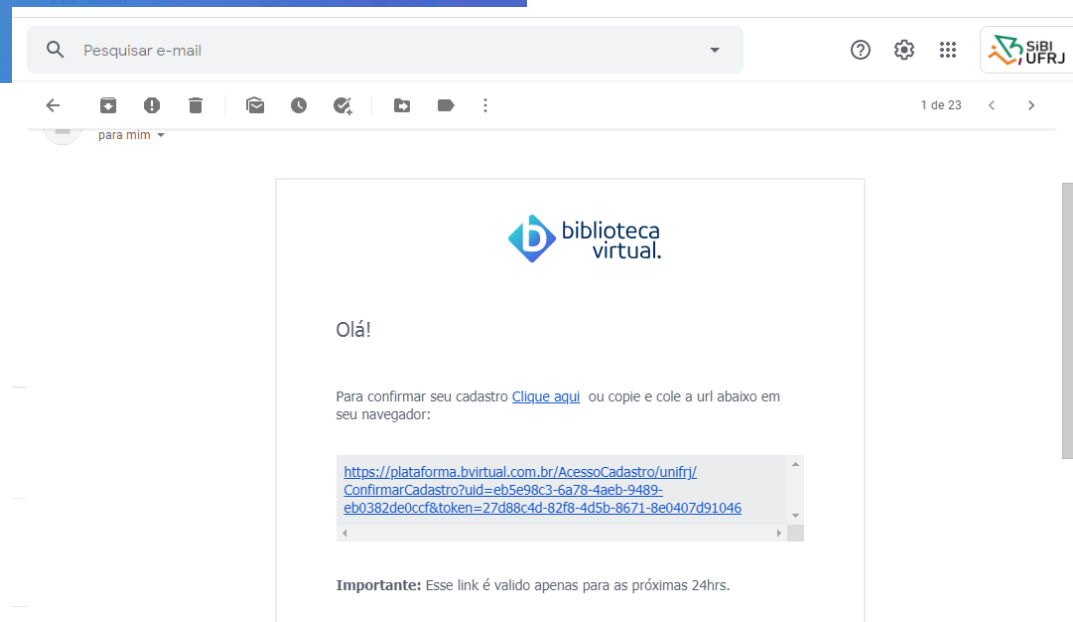 Pesquisar e-mail
SiBI
UFRJ
1 de 23
para mim
biblioteca
virtual.
Olá!
Para confirmar seu cadastro Clique aqui ou copie e cole a url abaixo em
seu navegador:
https://plataforma.bvirtual.com.br/AcessoCadastro/unifrj/
ConfirmarCadastro?uid=eb5e98c3-6a78-4aeb-9489-
eb0382de0ccf&token=27d88c4d-82f8-4d5b-8671-8e0407d91046
Importante: Esse link é valido apenas para as próximas 24hrs.